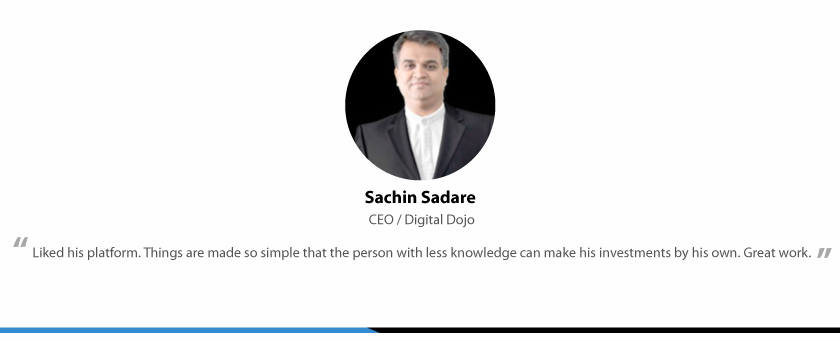 Sachin Sadare
CEO / Digital Dojo
“ Liked his platform. Things are made so simple that the person with less knowledge can make his investments by his own. Great work. ”